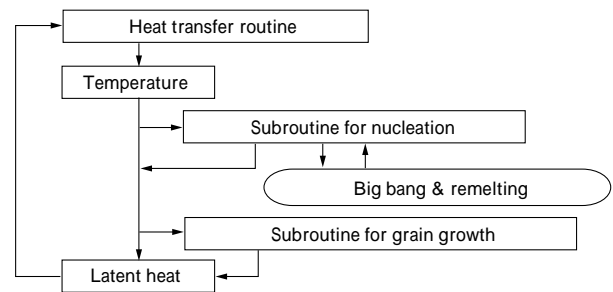 Heat transfer routine
Temperature
Subroutine for nucleation
Big bang & remelting
Subroutine for grain growth
Latent heat